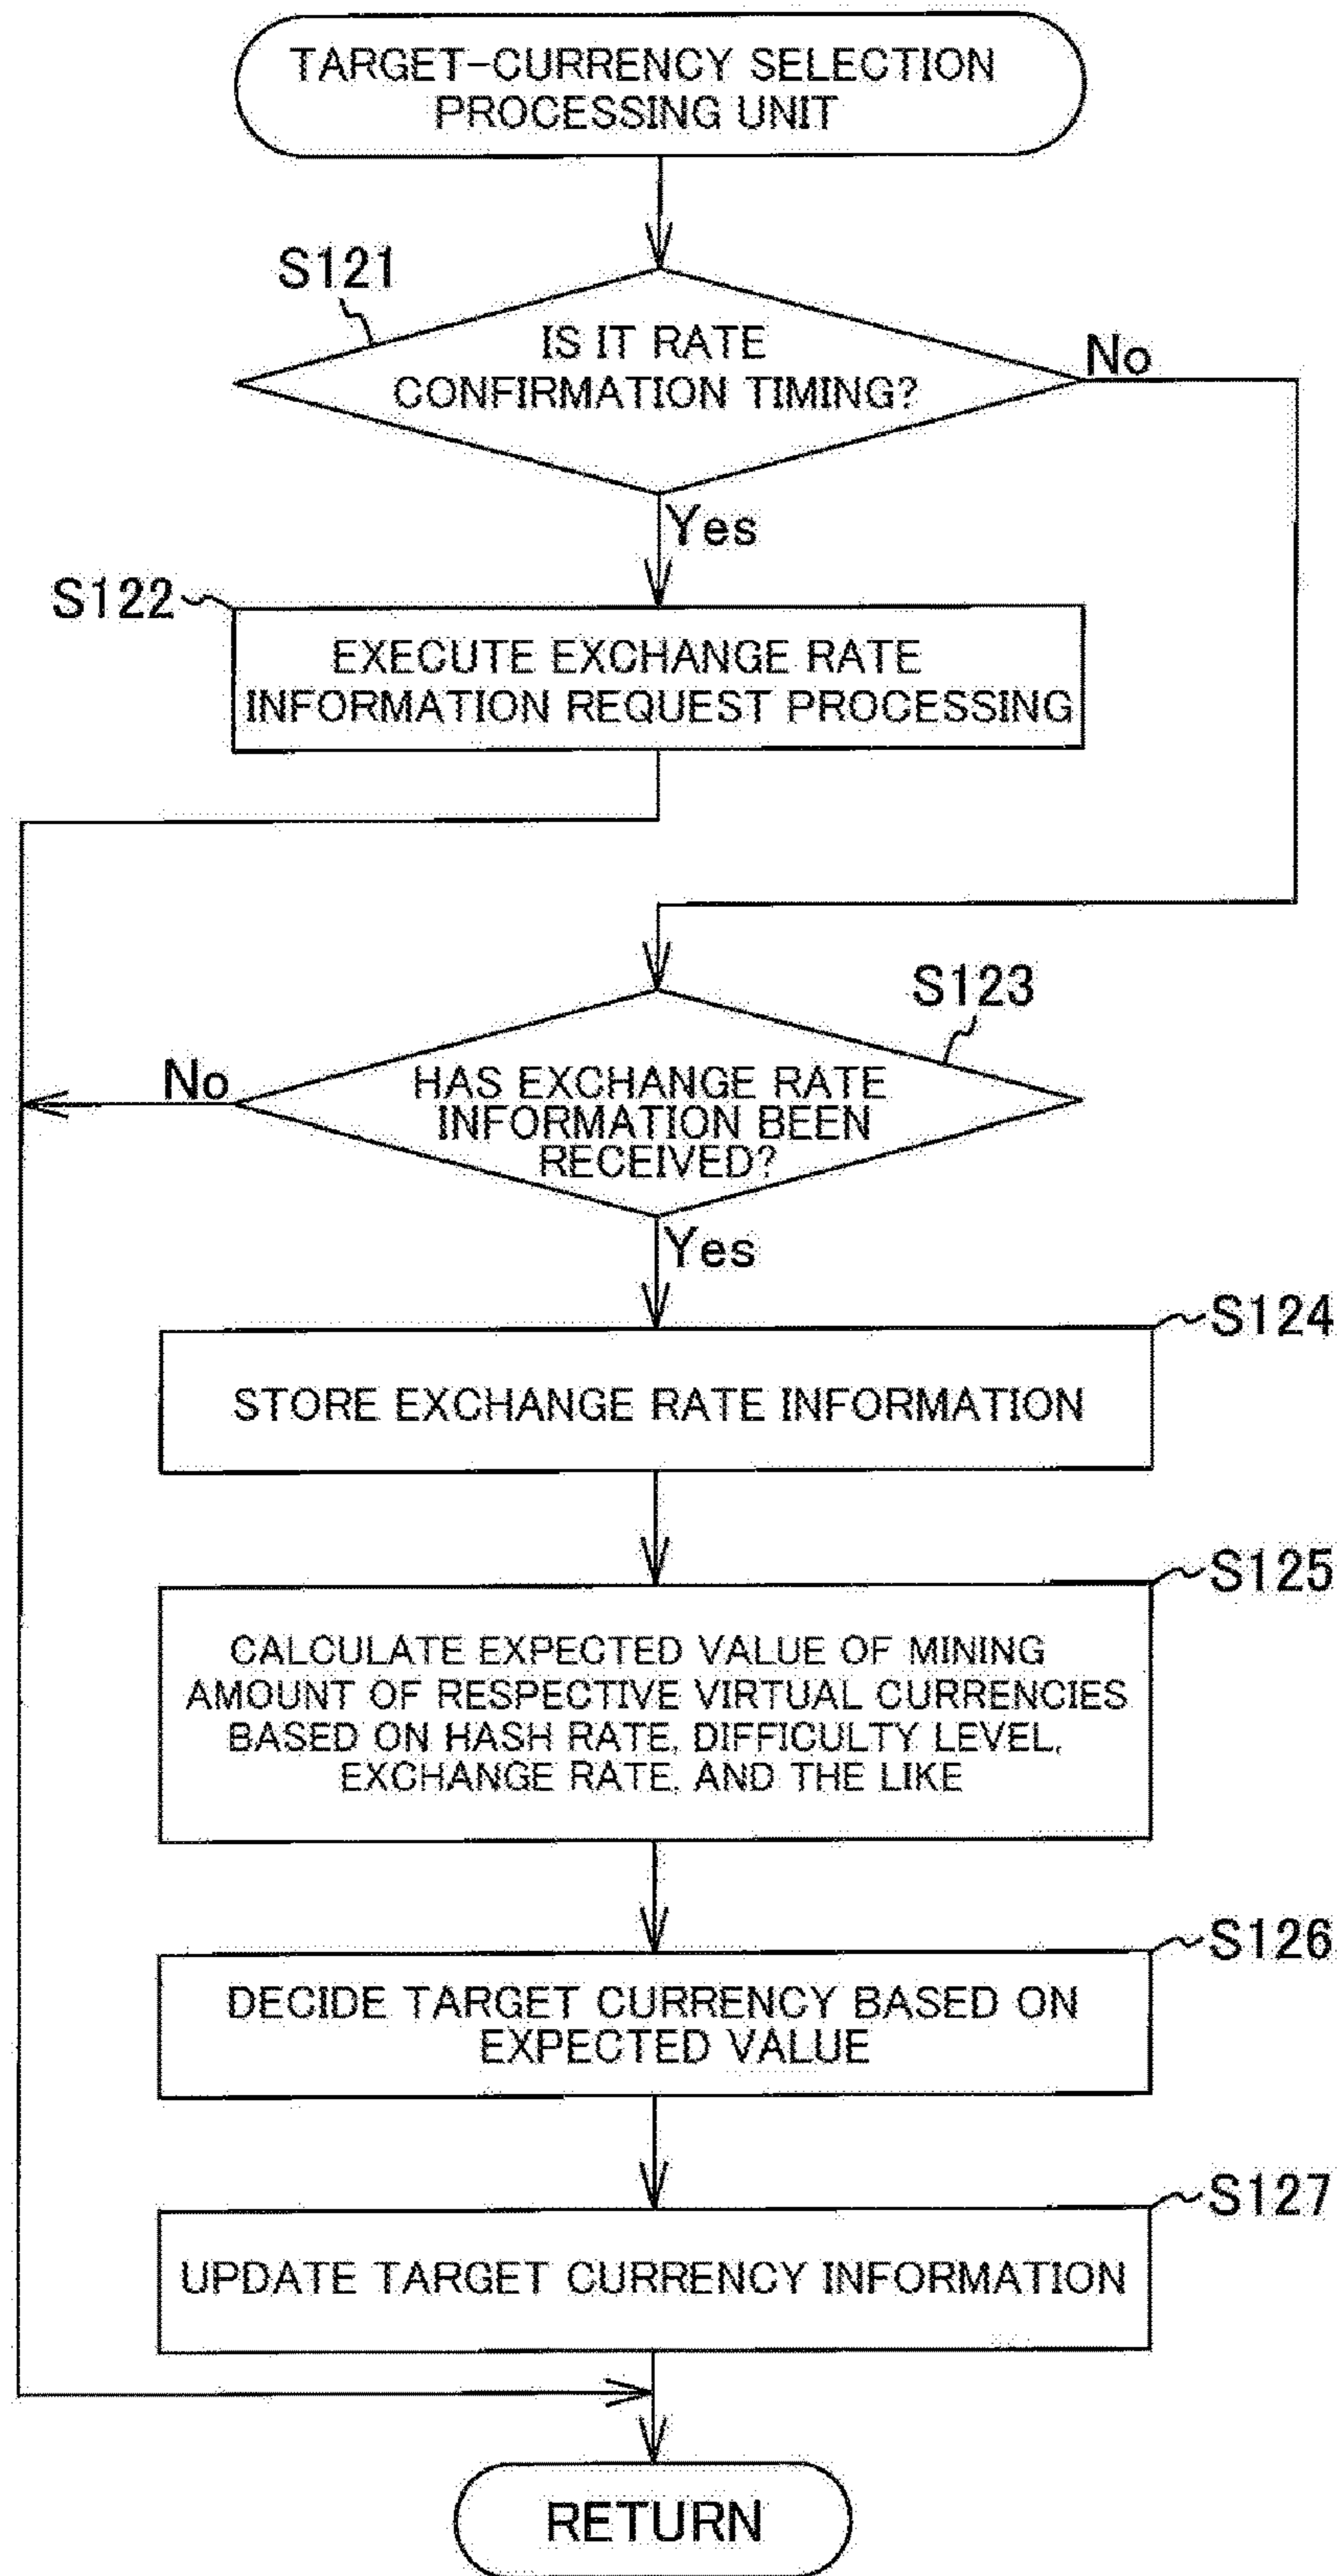 TARGET-CURRENCY SELECTION
PROCESSING UNIT
S121
IS IT RATE
CONFIRMATION TIMING?
No
Yes
S122
EXECUTE EXCHANGE RATE
INFORMATION REQUEST PROCESSING
S123
HAS EXCHANGE RATE
INFORMATION BEEN
RECEIVED?
No
Yes
S124
STORE EXCHANGE RATE INFORMATION
S125
CALCULATE EXPECTED VALUE OF MINING
AMOUNT OF RESPECTIVE VIRTUAL CURRENCIES
BASED ON HASH RATE, DIFFICULTY LEVEL,
EXCHANGE RATE, AND THE LIKE
S126
DECIDE TARGET CURRENCY BASED ON
EXPECTED VALUE
S127
UPDATE TARGET CURRENCY INFORMATION
RETURN